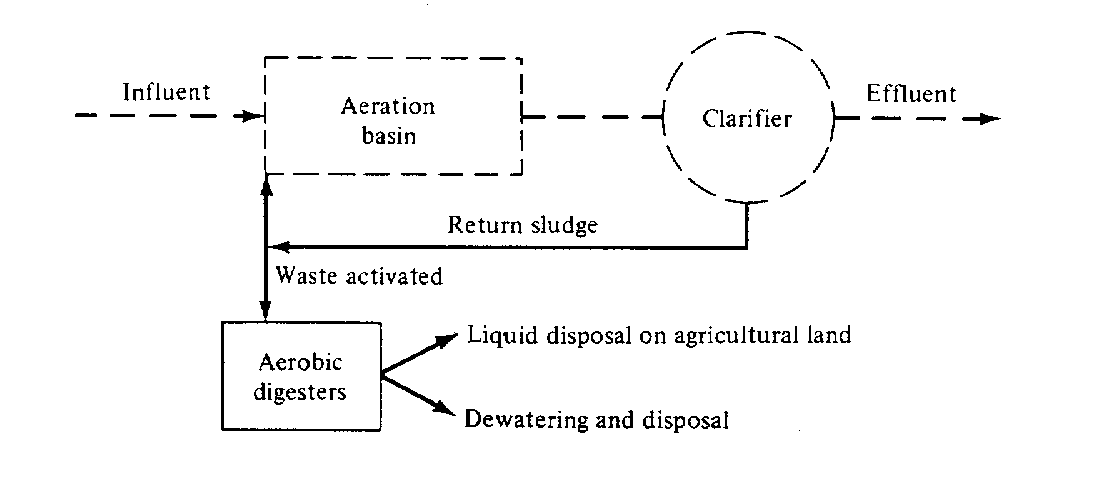 Influent
Aeration
basin
Clarifier
Effluent
Return sludge
Waste activated
Aerobic
digesters
Liquid disposal on agricultural land
Dewatering and disposal